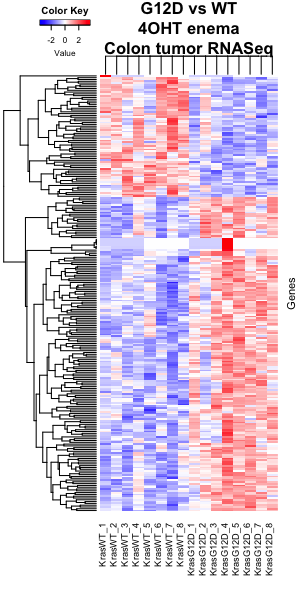 Color Key
-2 0 2
Value
G12D vs WT
4OHT enema
Colon tumor RNASeq
Genes
KrasWT_1
KrasWT_2
KrasWT_3
KrasWT_4
KrasWT_5
KrasWT_6
KrasWT_7
KrasWT_8
KrasG12D_1
KrasG12D_2
KrasG12D_3
KrasG12D_4
KrasG12D_5
KrasG12D_6
KrasG12D_7
KrasG12D_8